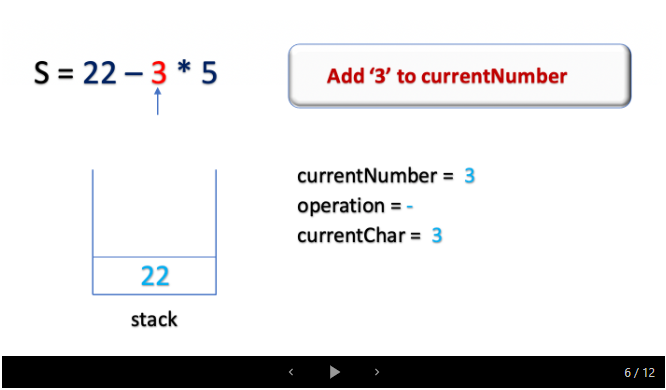 S = 22 – 3 * 5
Add ‘3’ to currentNumber
currentNumber = 3
operation = -
currentChar = 3
22
stack
6 / 12